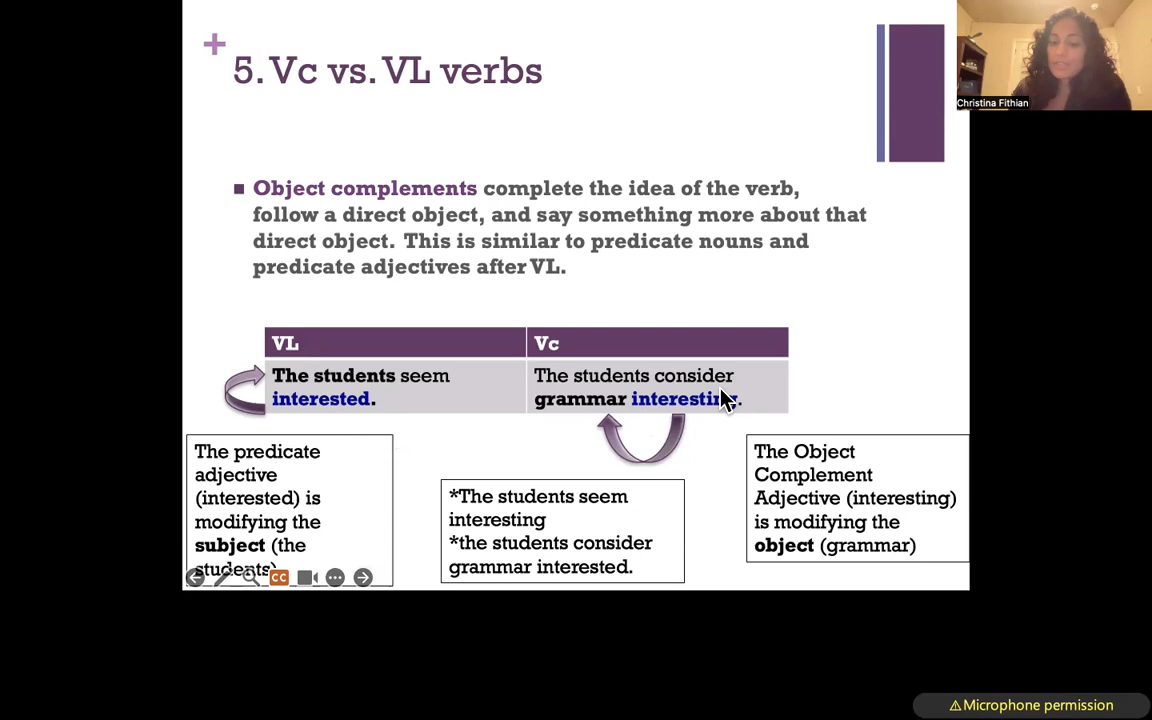 +
5. Vc vs. VL verbs
Christina Fithian
■ Object complements complete the idea of the verb,
follow a direct object, and say something more about that
direct object. This is similar to predicate nouns and
predicate adjectives after VL.
VL
The students seem
interested.
Vc
The students consider
grammar interesting.
The predicate
adjective
(interested) is
modifying the
subject (the
students)
*The students seem
interesting
*the students consider
grammar interested.
The Object
Complement
Adjective (interesting)
is modifying the
object (grammar)
CC
⚠Microphone permission